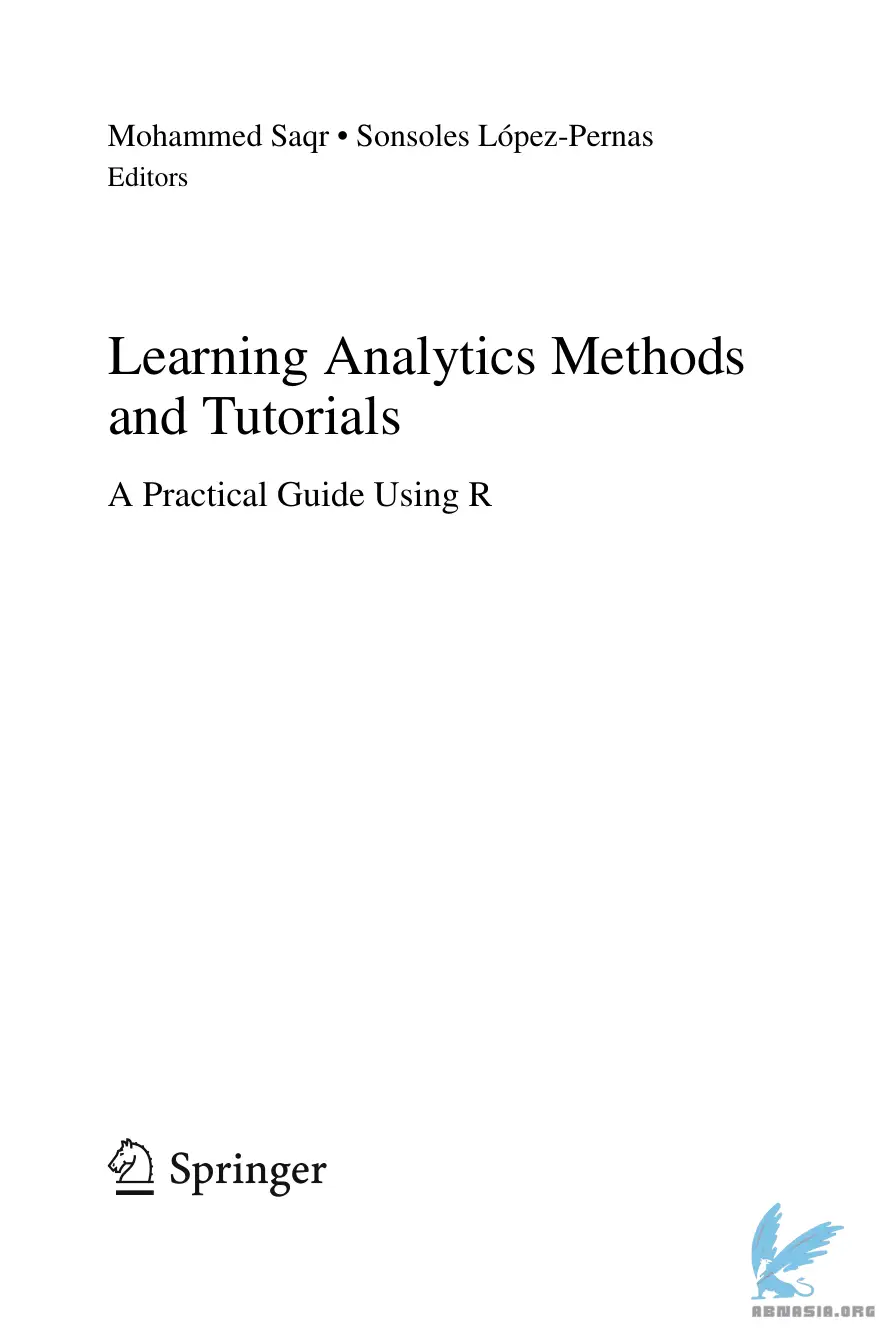 Mohammed Saqr • Sonsoles López-Pernas
Editors
Learning Analytics Methods
and Tutorials
A Practical Guide Using R
Springer
ABNASIA.ORG